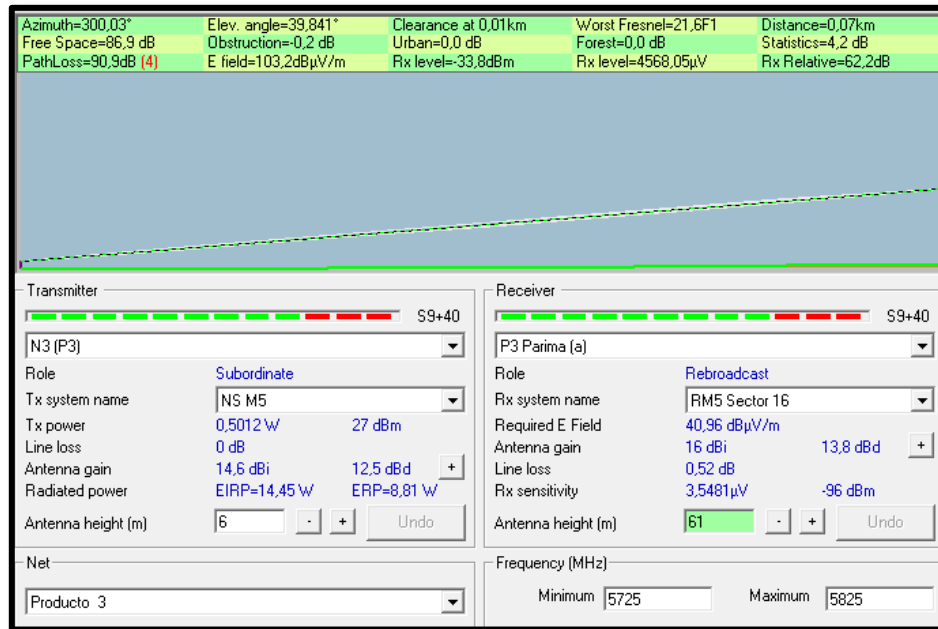 Azimuth=300,03° Elev. angle=39,841° Clearance at 0,01km Worst Fresnel=21,6F1 Distance=0,07km
Free Space=86,9 dB Obstruction=-0,2 dB Urban=0,0 dB Forest=0,0 dB Statistics=4,2 dB
PathLoss=90,9dB (4) E field=103,2dBµV/m Rx level=-33,8dBm Rx level=4568,05µV Rx Relative=62,2dB
Transmitter
S9+40
N3 (P3)
Role Subordinate
Tx system name NS M5
Tx power 0,5012 W 27 dBm
Line loss 0 dB
Antenna gain 14,6 dBi 12,5 dBd +
Radiated power EIRP=14,45 W ERP=8,81 W
Antenna height (m) 6 - + Undo
Receiver
S9+40
P3 Parima (a)
Role Rebroadcast
Rx system name RM5 Sector 16
Required E Field 40,96 dBµV/m
Antenna gain 16 dBi 13,8 dBd +
Line loss 0,52 dB
Rx sensitivity 3,5481µV -96 dBm
Antenna height (m) 61 - + Undo
Net
Producto 3
Frequency (MHz)
Minimum 5725 Maximum 5825